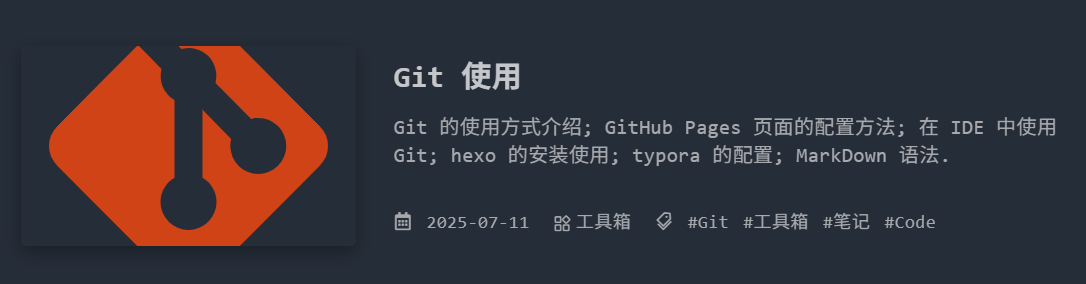 Git 使用
Git 的使用方式介绍; GitHub Pages 页面的配置方法; 在 IDE 中使用
Git; hexo 的安装使用; typora 的配置; MarkDown 语法.
2025-07-11 工具箱 #Git #工具箱 #笔记 #Code